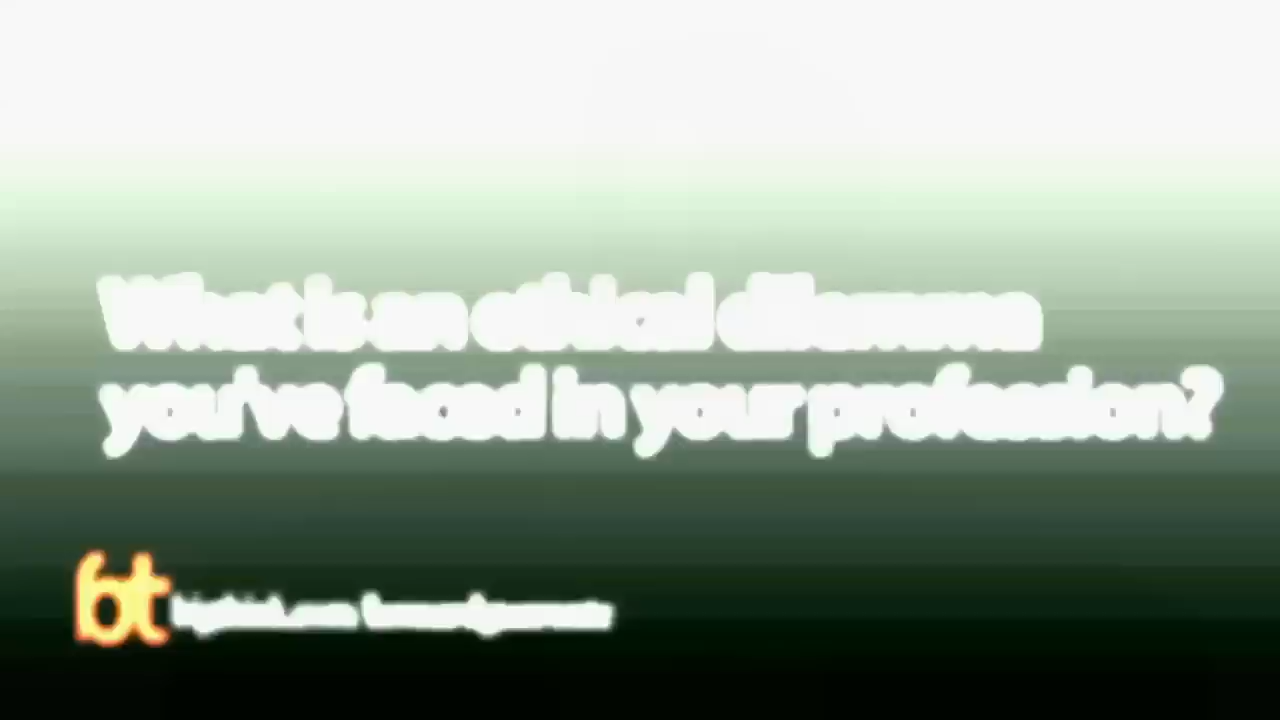 What is an ethical dilemma
you've faced in your profession?
bt